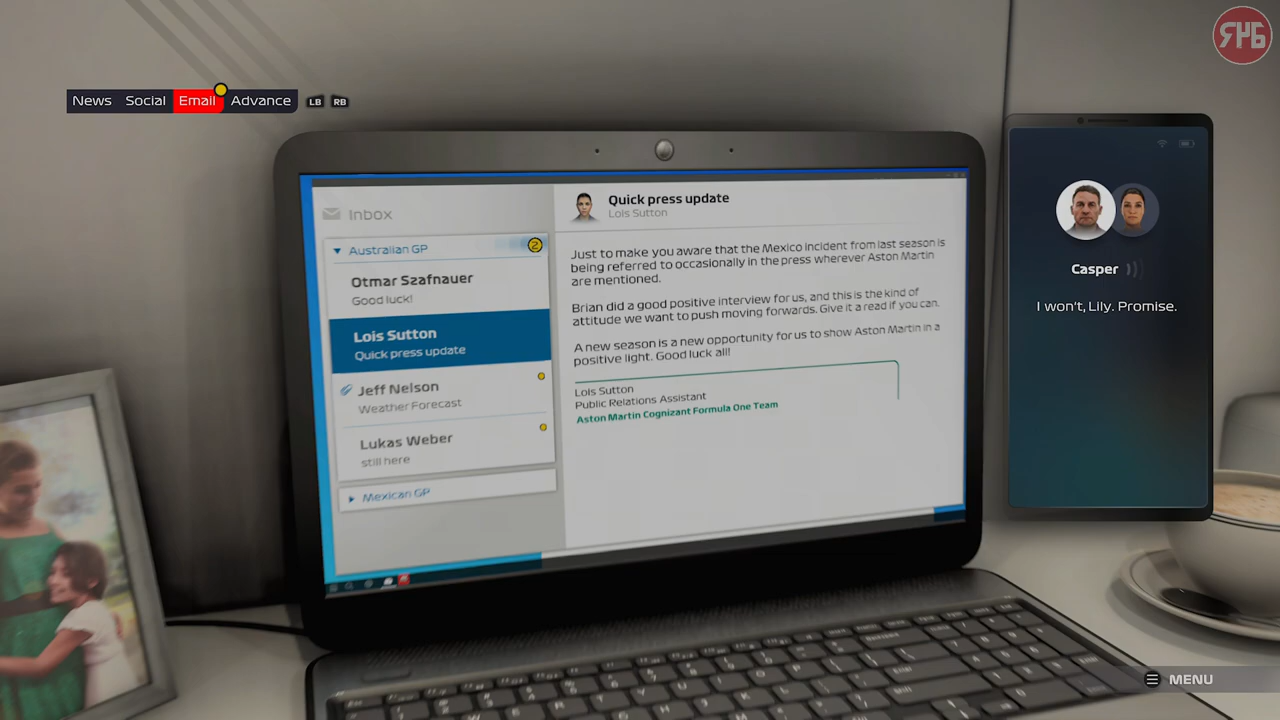 ЯЧБ
News Social Email Advance LB RB
Inbox
Australian GP 2
Otmar Szafnauer
Good luck!
Lois Sutton
Quick press update
Jeff Nelson
Weather Forecast
Lukas Weber
still here
Mexican GP
Quick press update
Lois Sutton
Just to make you aware that the Mexico incident from last season is
being referred to occasionally in the press wherever Aston Martin
are mentioned.
Brian did a good positive interview for us, and this is the kind of
attitude we want to push moving forwards. Give it a read if you can.
A new season is a new opportunity for us to show Aston Martin in a
positive light. Good luck all!
Lois Sutton
Public Relations Assistant
Aston Martin Cognizant Formula One Team
Casper
I won't, Lily. Promise.
MENU